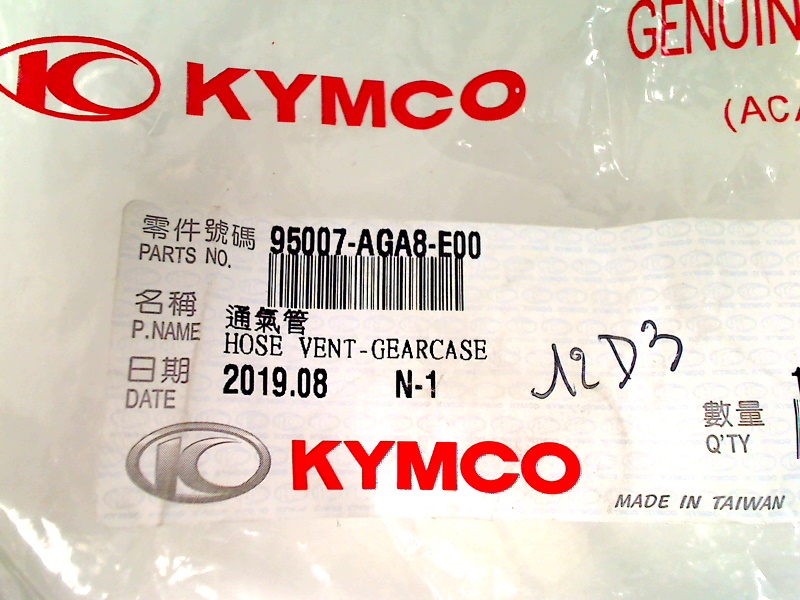 GENUIN
KYMCO
(ACA
零件號碼 95007-AGA8-E00
PARTS NO.
名稱 通氣管
P.NAME HOSE VENT-GEARCASE
日期 2019.08 N-1
DATE
12D3
數量
Q'TY
KYMCO
MADE IN TAIWAN